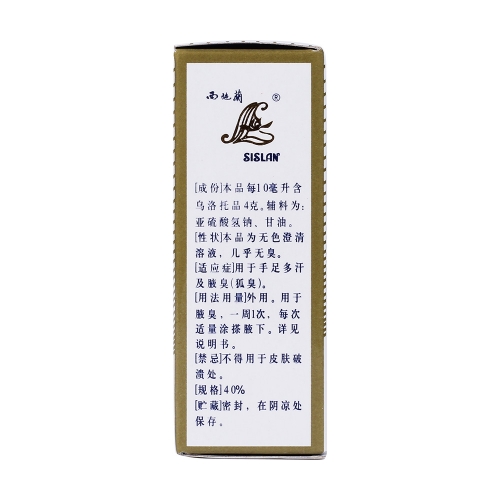 西施兰 ®
SISLAN
[成份]本品每10毫升含
乌洛托品4克。辅料为:
亚硫酸氢钠、甘油。
[性状]本品为无色澄清
溶液，几乎无臭。
[适应症]用于手足多汗
及腋臭(狐臭)。
[用法用量]外用。用于
腋臭，一周1次，每次
适量涂搽腋下。详见
说明书。
[禁忌]不得用于皮肤破
溃处。
[规格]40%
[贮藏]密封，在阴凉处
保存。